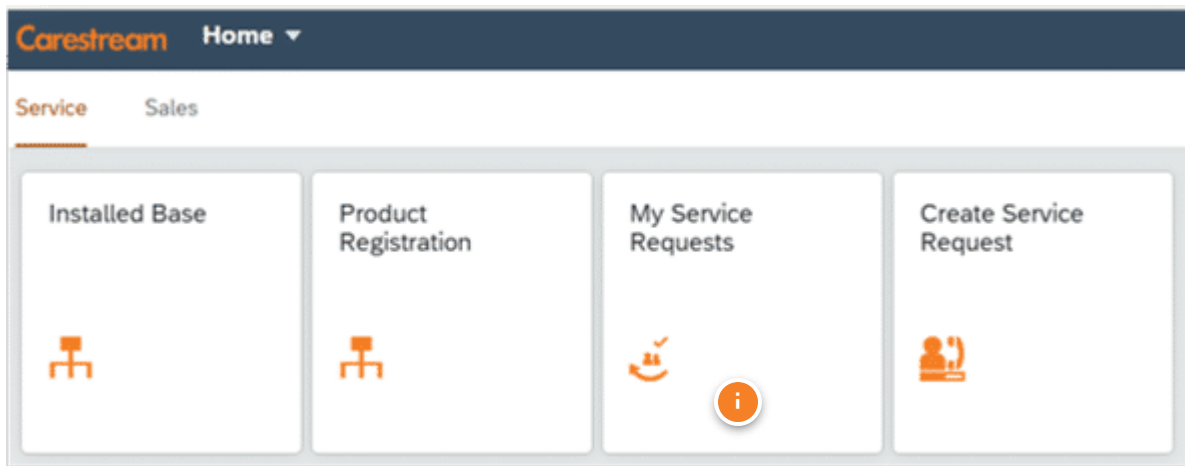 Carestream Home
Service Sales
Installed Base
Product
Registration
My Service
Requests
i
Create Service
Request